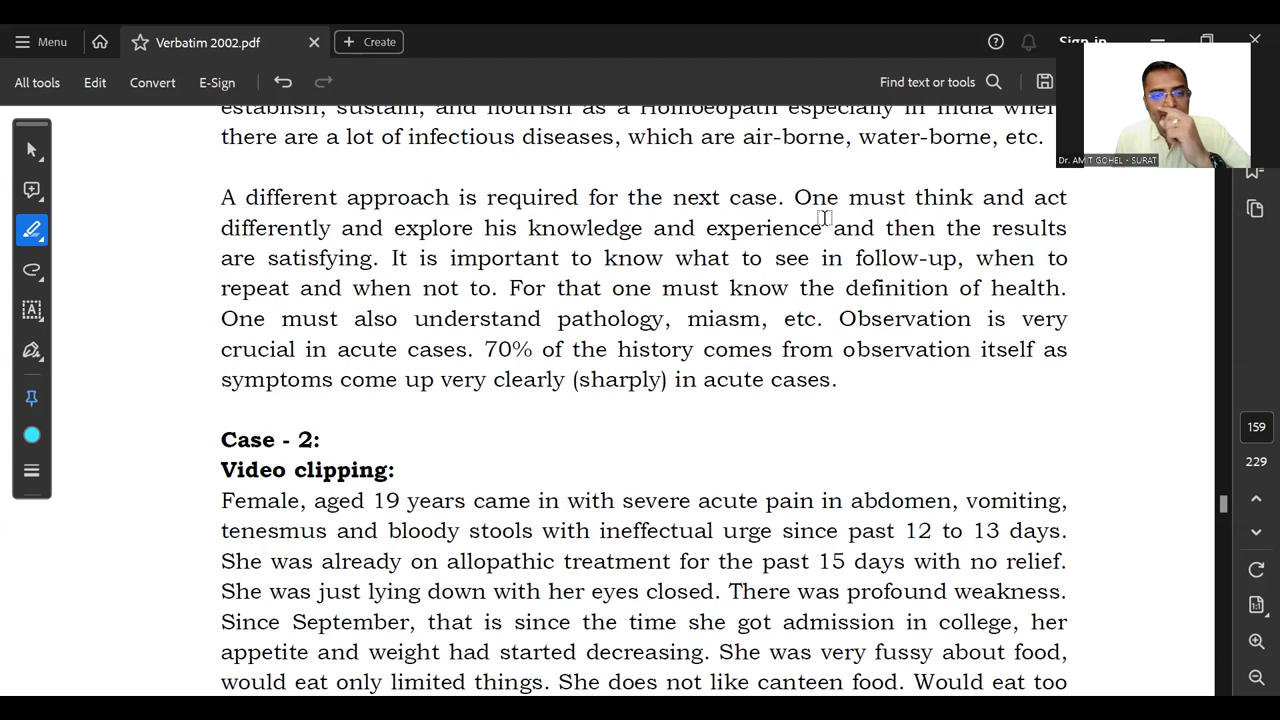 Menu
Verbatim 2002.pdf
Create
Sign in
All tools
Edit
Convert
E-Sign
Find text or tools
Dr. AMIT GOHEL - SURAT
establish, sustain, and nourish as a Homoeopath especially in India when
there are a lot of infectious diseases, which are air-borne, water-borne, etc.
A different approach is required for the next case. One must think and act
differently and explore his knowledge and experience and then the results
are satisfying. It is important to know what to see in follow-up, when to
repeat and when not to. For that one must know the definition of health.
One must also understand pathology, miasm, etc. Observation is very
crucial in acute cases. 70% of the history comes from observation itself as
symptoms come up very clearly (sharply) in acute cases.
Case - 2:
Video clipping:
Female, aged 19 years came in with severe acute pain in abdomen, vomiting,
tenesmus and bloody stools with ineffectual urge since past 12 to 13 days.
She was already on allopathic treatment for the past 15 days with no relief.
She was just lying down with her eyes closed. There was profound weakness.
Since September, that is since the time she got admission in college, her
appetite and weight had started decreasing. She was very fussy about food,
would eat only limited things. She does not like canteen food. Would eat too
159
229
1:1